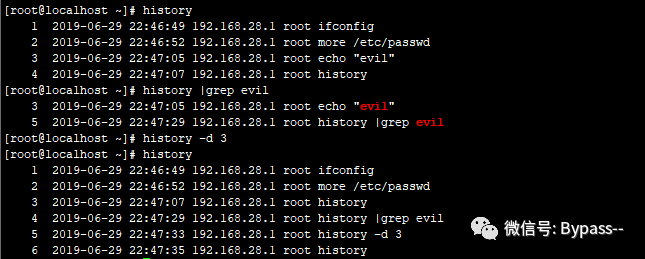 [root@localhost ~]# history
1 2019-06-29 22:46:49 192.168.28.1 root ifconfig
2 2019-06-29 22:46:52 192.168.28.1 root more /etc/passwd
3 2019-06-29 22:47:05 192.168.28.1 root echo "evil"
4 2019-06-29 22:47:07 192.168.28.1 root history
[root@localhost ~]# history |grep evil
3 2019-06-29 22:47:05 192.168.28.1 root echo "evil"
5 2019-06-29 22:47:29 192.168.28.1 root history |grep evil
[root@localhost ~]# history -d 3
[root@localhost ~]# history
1 2019-06-29 22:46:49 192.168.28.1 root ifconfig
2 2019-06-29 22:46:52 192.168.28.1 root more /etc/passwd
3 2019-06-29 22:47:07 192.168.28.1 root history
4 2019-06-29 22:47:29 192.168.28.1 root history |grep evil
5 2019-06-29 22:47:33 192.168.28.1 root history -d 3
6 2019-06-29 22:47:35 192.168.28.1 root history
微信号: Bypass--